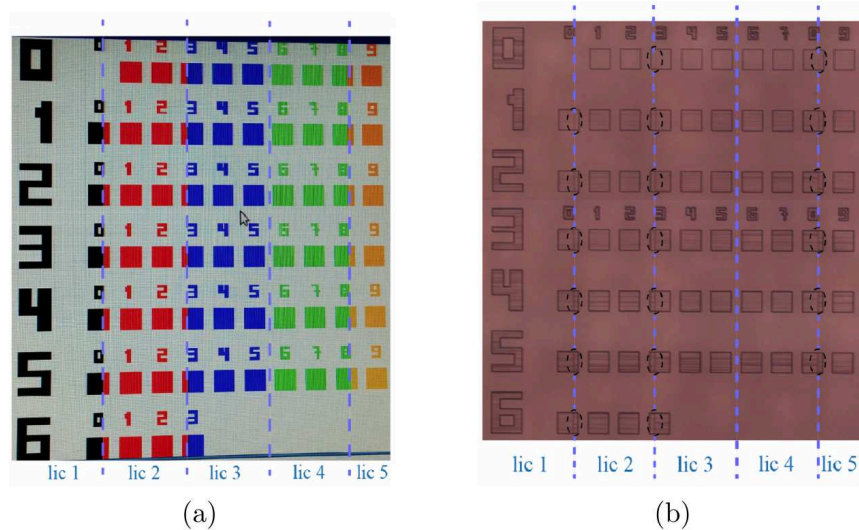 0 0 1 2 3 4 5 6 7 8 9
1 0 1 2 3 4 5 6 7 8 9
2 0 1 2 3 4 5 6 7 8 9
3 0 1 2 3 4 5 6 7 8 9
4 0 1 2 3 4 5 6 7 8 9
5 0 1 2 3 4 5 6 7 8 9
6 0 1 2 3
lic 1 lic 2 lic 3 lic 4 lic 5
(a)
0 0 1 2 3 4 5 6 7 8 9
1
2
3 0 1 2 3 4 5 6 7 8 9
4
5
6
lic 1 lic 2 lic 3 lic 4 lic 5
(b)